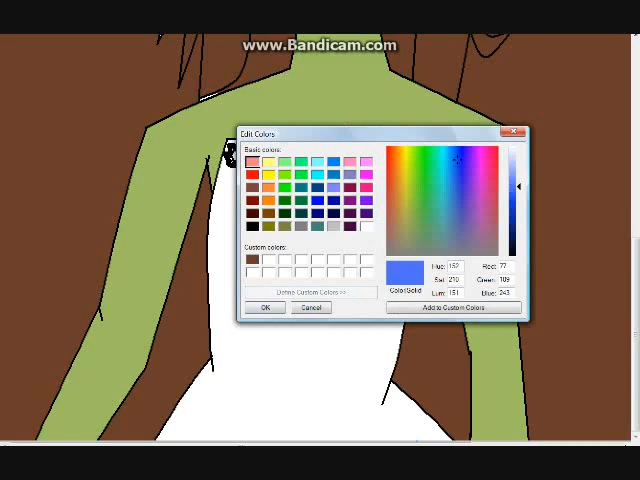 www.Bandicam.com
Edit Colors
Basic colors:
Custom colors:
Define Custom Colors >>
OK
Cancel
Color|Solid
Hue: 152
Sat: 210
Lum: 151
Red: 77
Green: 109
Blue: 243
Add to Custom Colors